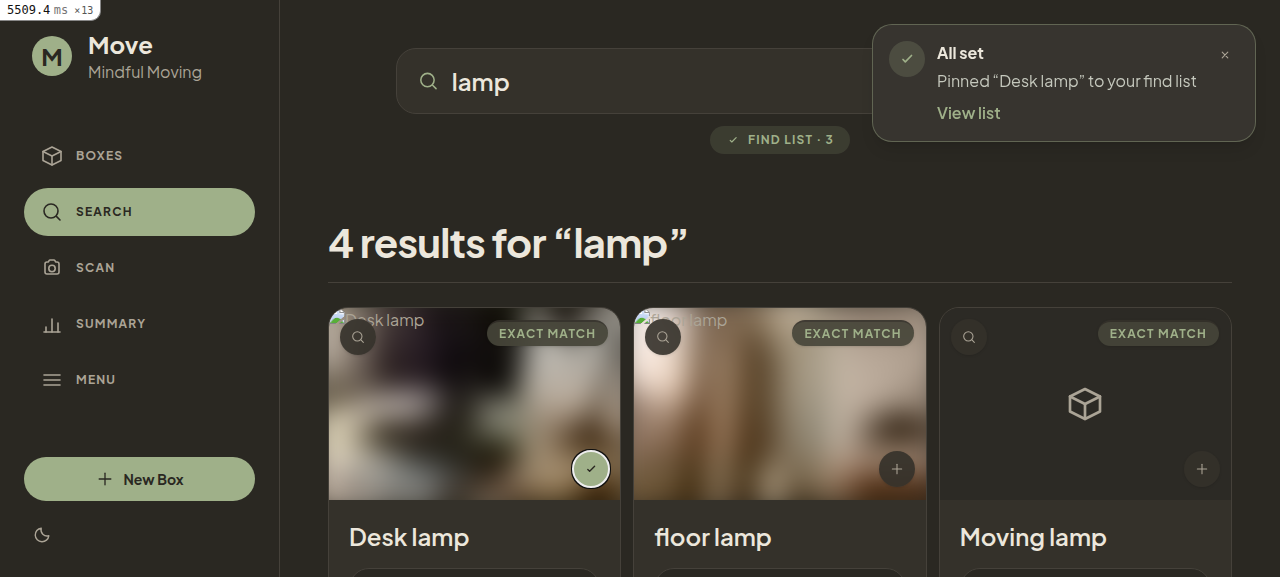 5509.4 ms ×13
M
Move
Mindful Moving
BOXES
SEARCH
SCAN
SUMMARY
MENU
New Box
lamp
FIND LIST · 3
All set
Pinned “Desk lamp” to your find list
View list
4 results for “lamp”
Desk lamp
EXACT MATCH
Desk lamp
floor lamp
EXACT MATCH
floor lamp
EXACT MATCH
Moving lamp